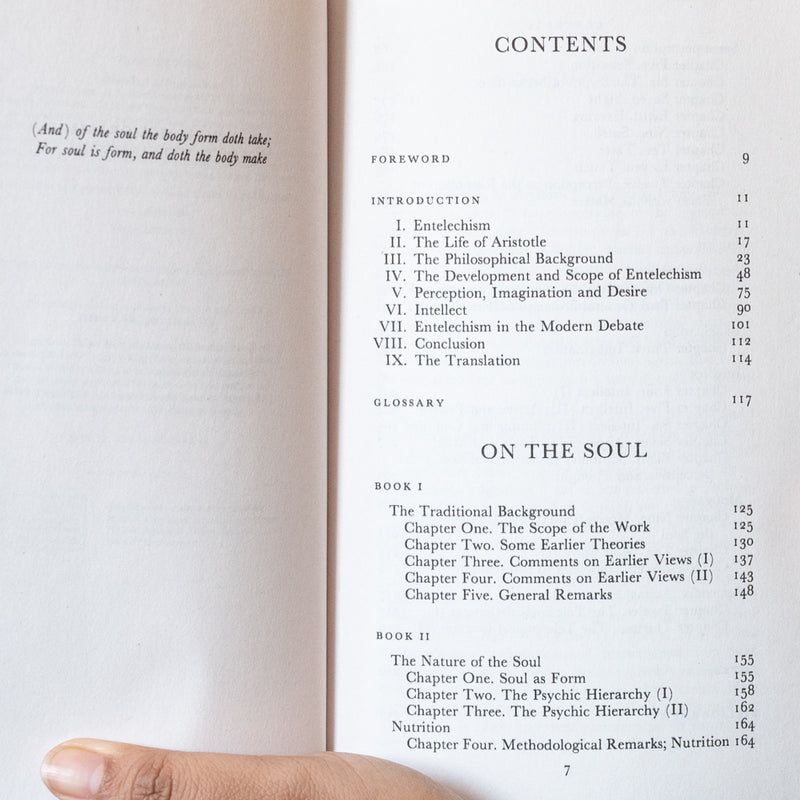 (And) of the soul the body form doth take;
For soul is form, and doth the body make
CONTENTS
FOREWORD 9
INTRODUCTION 11
I. Entelechism 11
II. The Life of Aristotle 17
III. The Philosophical Background 23
IV. The Development and Scope of Entelechism 48
V. Perception, Imagination and Desire 75
VI. Intellect 90
VII. Entelechism in the Modern Debate 101
VIII. Conclusion 112
IX. The Translation 114
GLOSSARY 117
ON THE SOUL
BOOK I
The Traditional Background 125
Chapter One. The Scope of the Work 125
Chapter Two. Some Earlier Theories 130
Chapter Three. Comments on Earlier Views (I) 137
Chapter Four. Comments on Earlier Views (II) 143
Chapter Five. General Remarks 148
BOOK II
The Nature of the Soul 155
Chapter One. Soul as Form 155
Chapter Two. The Psychic Hierarchy (I) 158
Chapter Three. The Psychic Hierarchy (II) 162
Nutrition 164
Chapter Four. Methodological Remarks; Nutrition 164
7